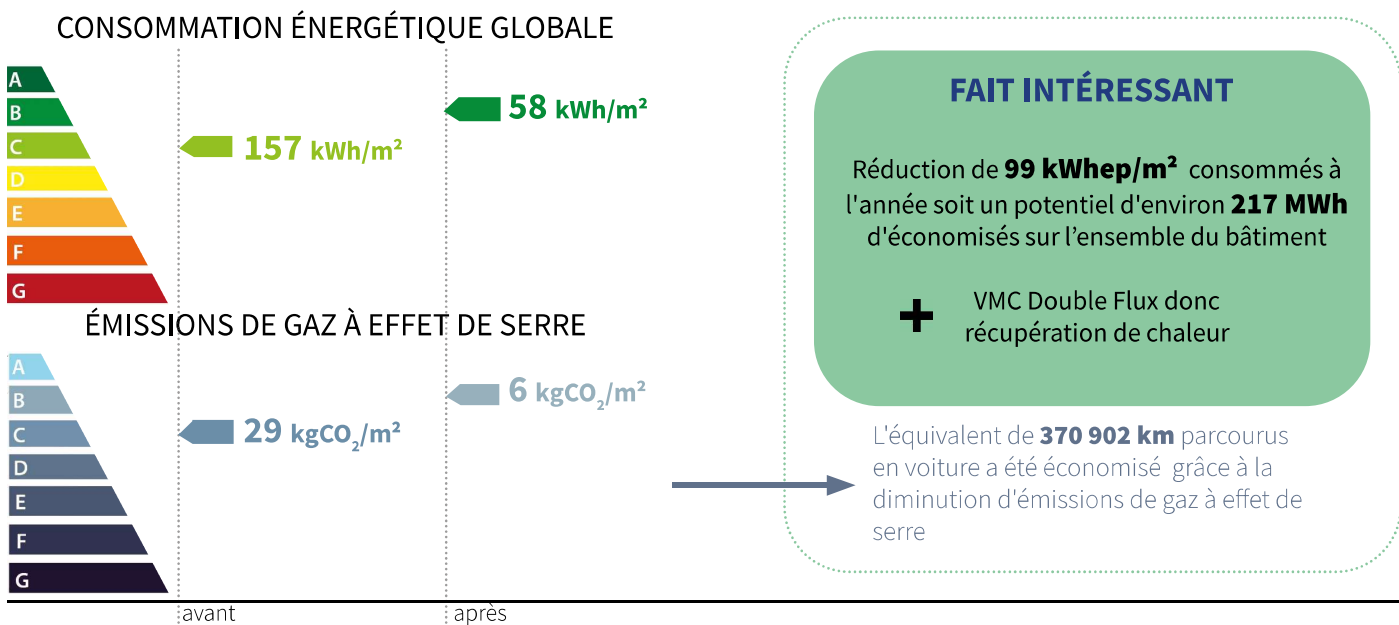 CONSOMMATION ÉNERGÉTIQUE GLOBALE
A
B
C
D
E
F
G
58 kWh/m²
157 kWh/m²
ÉMISSIONS DE GAZ À EFFET DE SERRE
A
B
C
D
E
F
G
6 kgCO₂/m²
29 kgCO₂/m²
avant
après
FAIT INTÉRESSANT
Réduction de 99 kWhep/m² consommés à
l'année soit un potentiel d'environ 217 MWh
d'économisés sur l’ensemble du bâtiment
+
VMC Double Flux donc
récupération de chaleur
L'équivalent de 370 902 km parcourus
en voiture a été économisé grâce à la
diminution d'émissions de gaz à effet de
serre